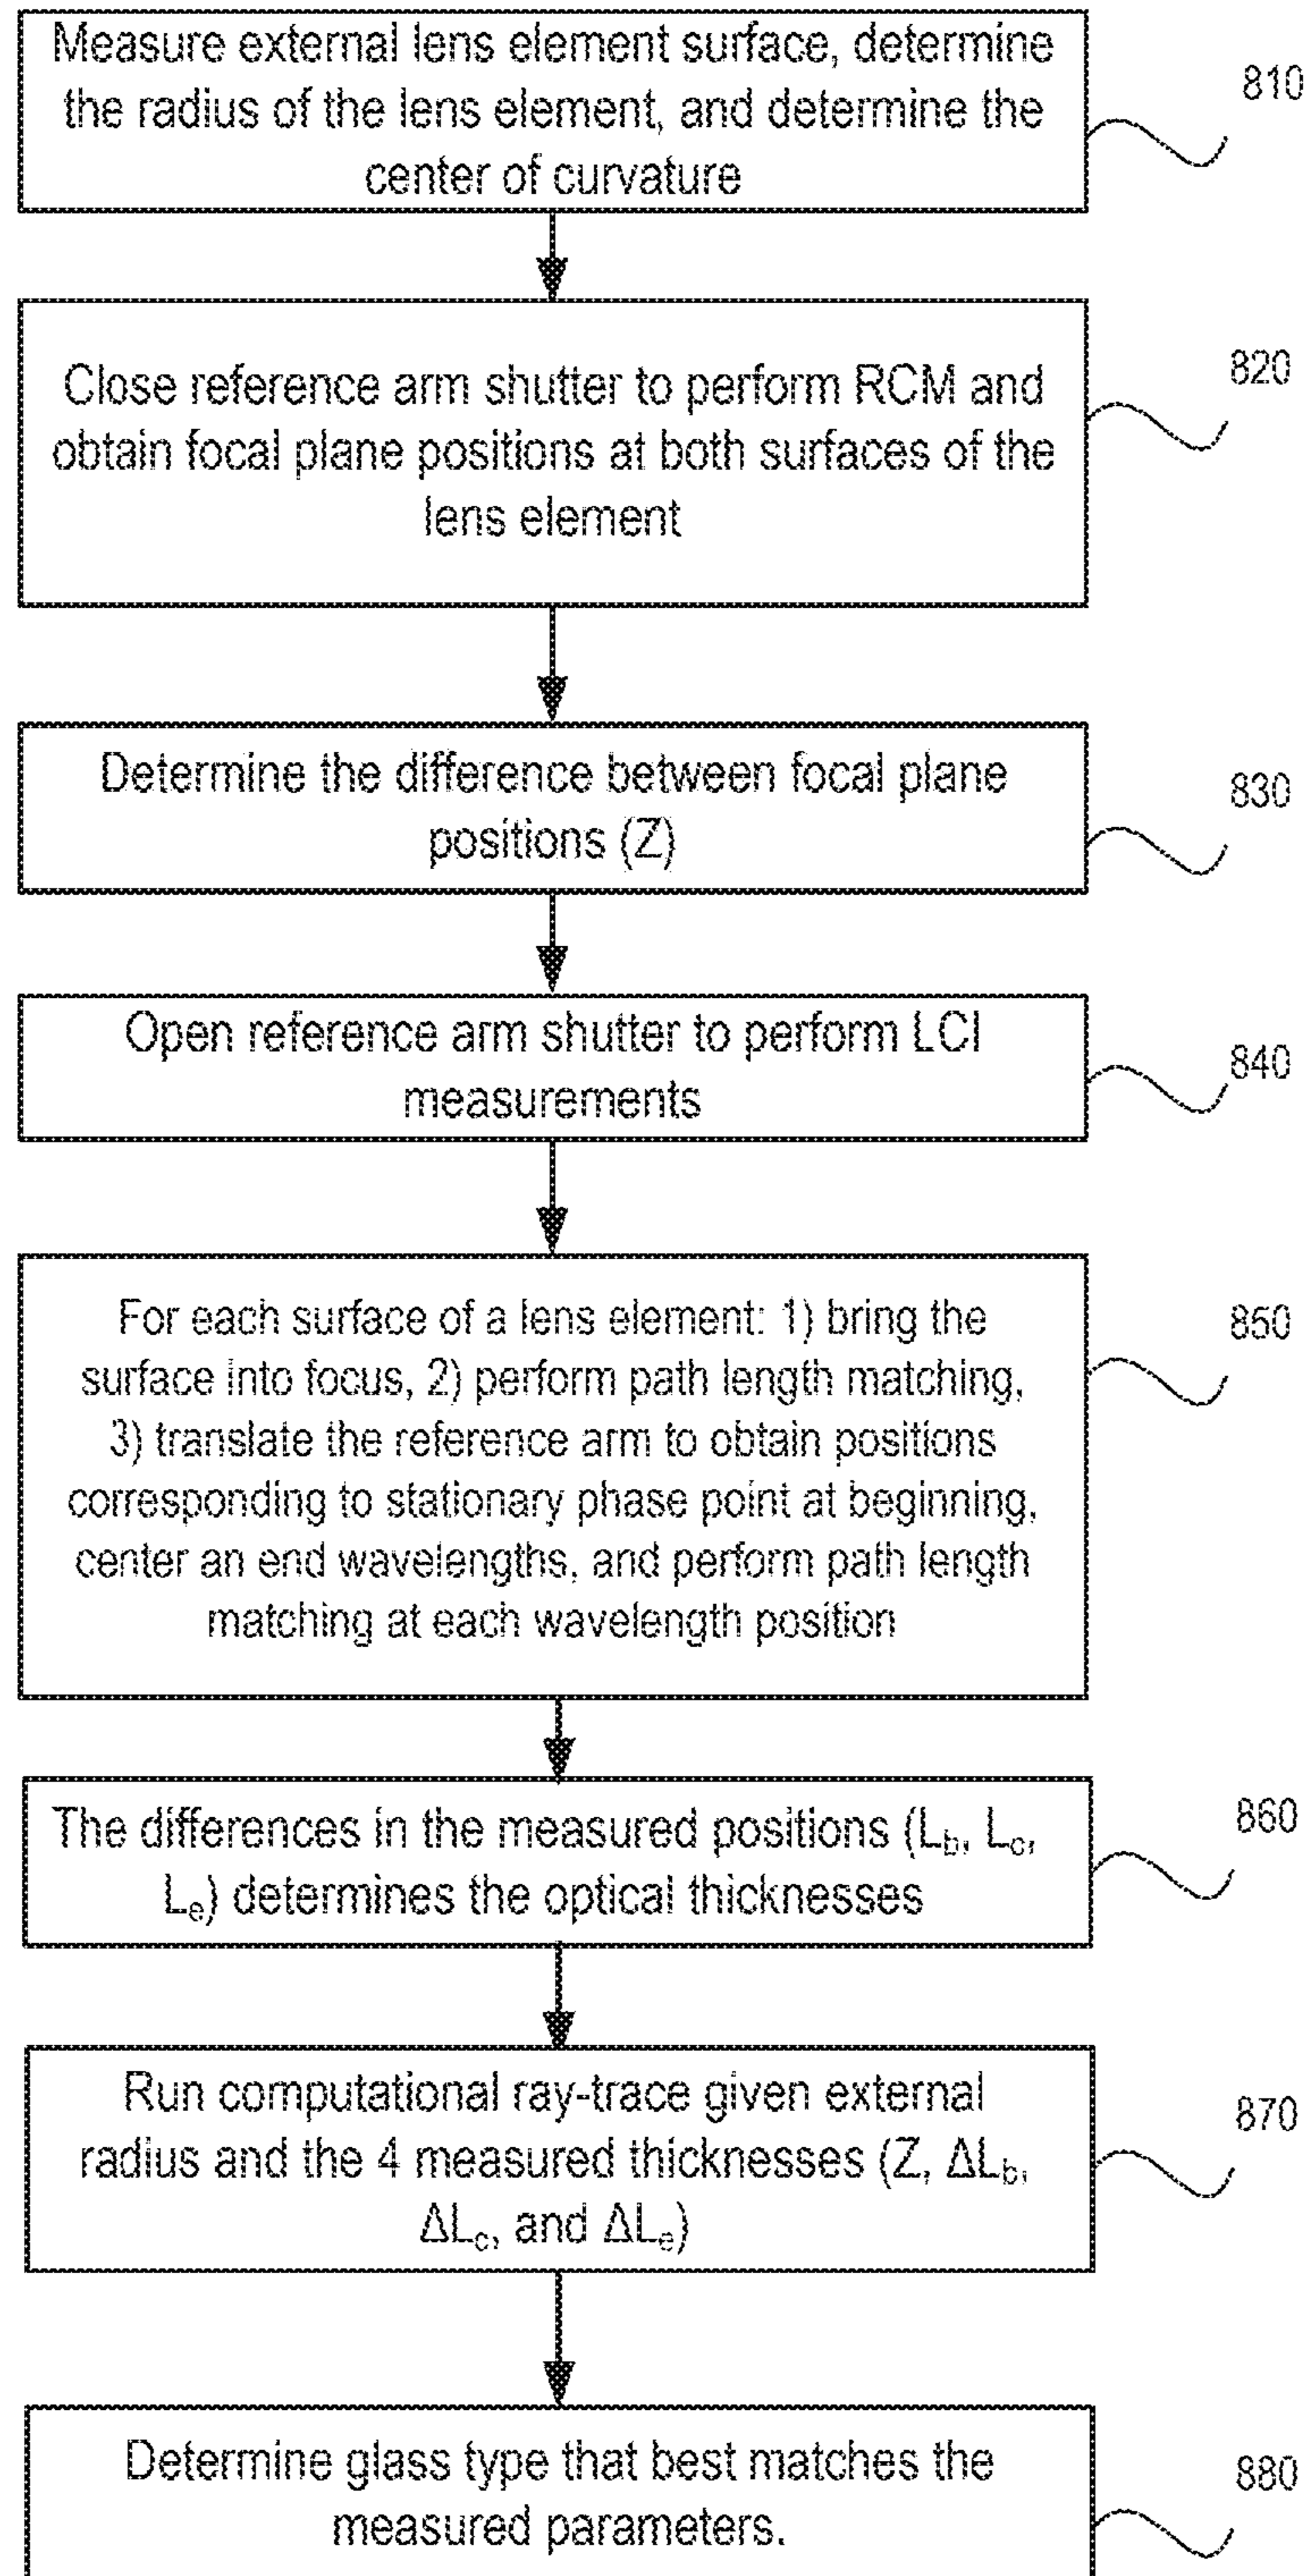 Measure external lens element surface, determine
the radius of the lens element, and determine the
center of curvature
810
Close reference arm shutter to perform RCM and
obtain focal plane positions at both surfaces of the
lens element
820
Determine the difference between focal plane
positions (Z)
830
Open reference arm shutter to perform LCI
measurements
840
For each surface of a lens element: 1) bring the
surface into focus, 2) perform path length matching,
3) translate the reference arm to obtain positions
corresponding to stationary phase point at beginning,
center an end wavelengths, and perform path length
matching at each wavelength position
850
The differences in the measured positions (L_b, L_c,
L_e) determines the optical thicknesses
860
Run computational ray-trace given external
radius and the 4 measured thicknesses (Z, ΔL_b,
ΔL_c, and ΔL_e)
870
Determine glass type that best matches the
measured parameters.
880